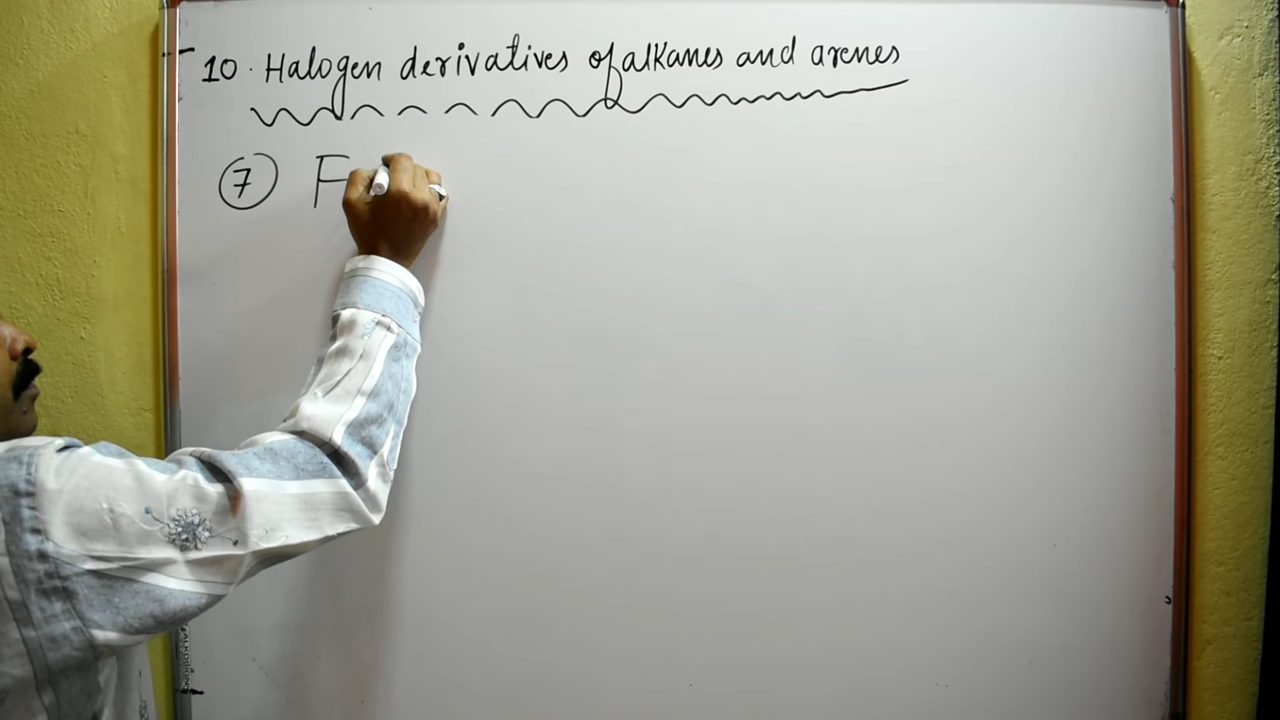 10. Halogen derivatives of alkanes and arenes
7 F